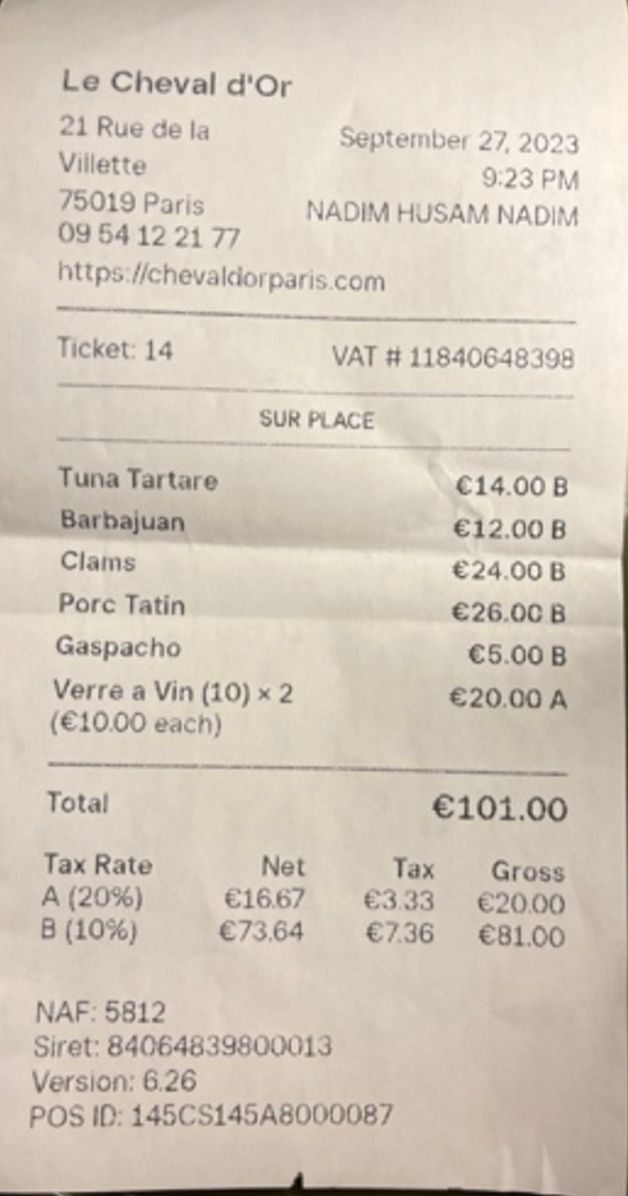 Le Cheval d'Or
21 Rue de la
Villette
75019 Paris
09 54 12 21 77
https://chevaldorparis.com
September 27, 2023
9:23 PM
NADIM HUSAM NADIM
Ticket: 14 VAT # 11840648398
SUR PLACE
Tuna Tartare €14.00 B
Barbajuan €12.00 B
Clams €24.00 B
Porc Tatin €26.00 B
Gaspacho €5.00 B
Verre a Vin (10) × 2 €20.00 A
(€10.00 each)
Total €101.00
Tax Rate Net Tax Gross
A (20%) €16.67 €3.33 €20.00
B (10%) €73.64 €7.36 €81.00
NAF: 5812
Siret: 84064839800013
Version: 6.26
POS ID: 145CS145A8000087